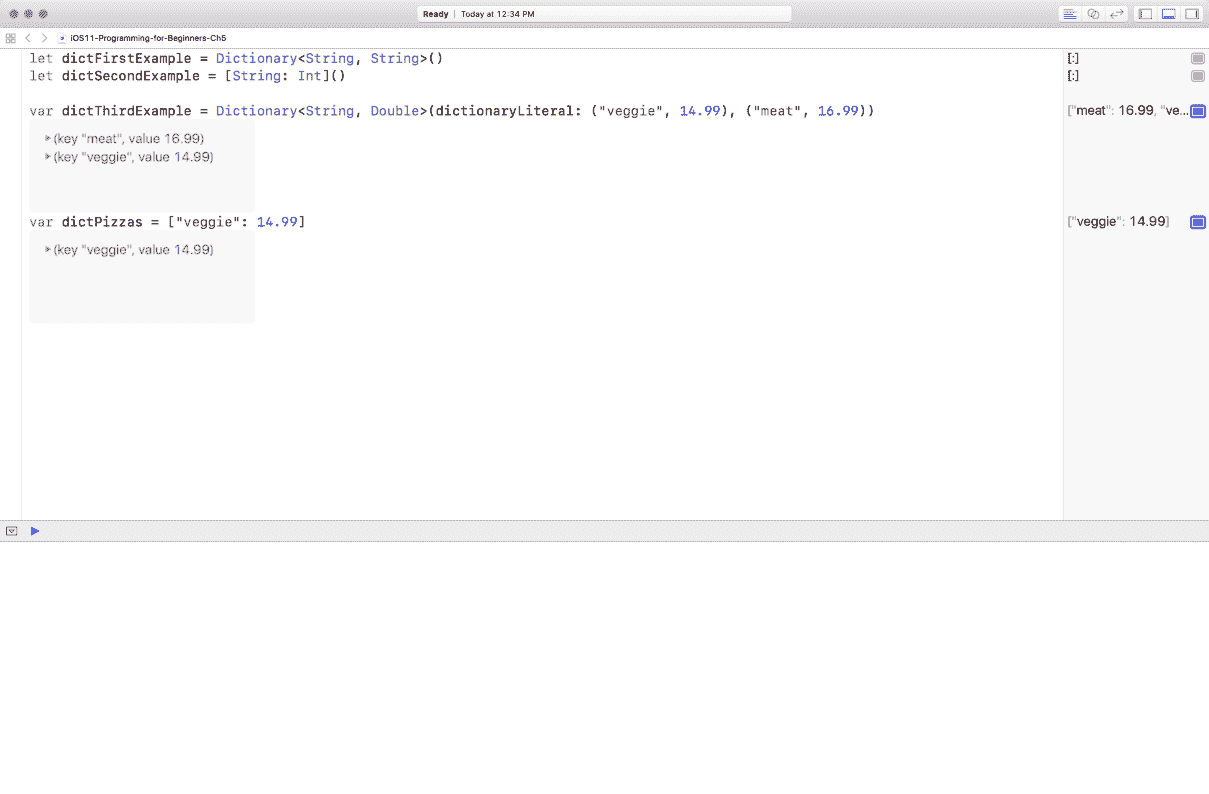 Ready | Today at 12:34 PM
iOS11-Programming-for-Beginners-Ch5
let dictFirstExample = Dictionary<String, String>() [:]
let dictSecondExample = [String: Int]() [:]
var dictThirdExample = Dictionary<String, Double>(dictionaryLiteral: ("veggie", 14.99), ("meat", 16.99)) ["meat": 16.99, "ve...
(key "meat", value 16.99)
(key "veggie", value 14.99)
var dictPizzas = ["veggie": 14.99] ["veggie": 14.99]
(key "veggie", value 14.99)